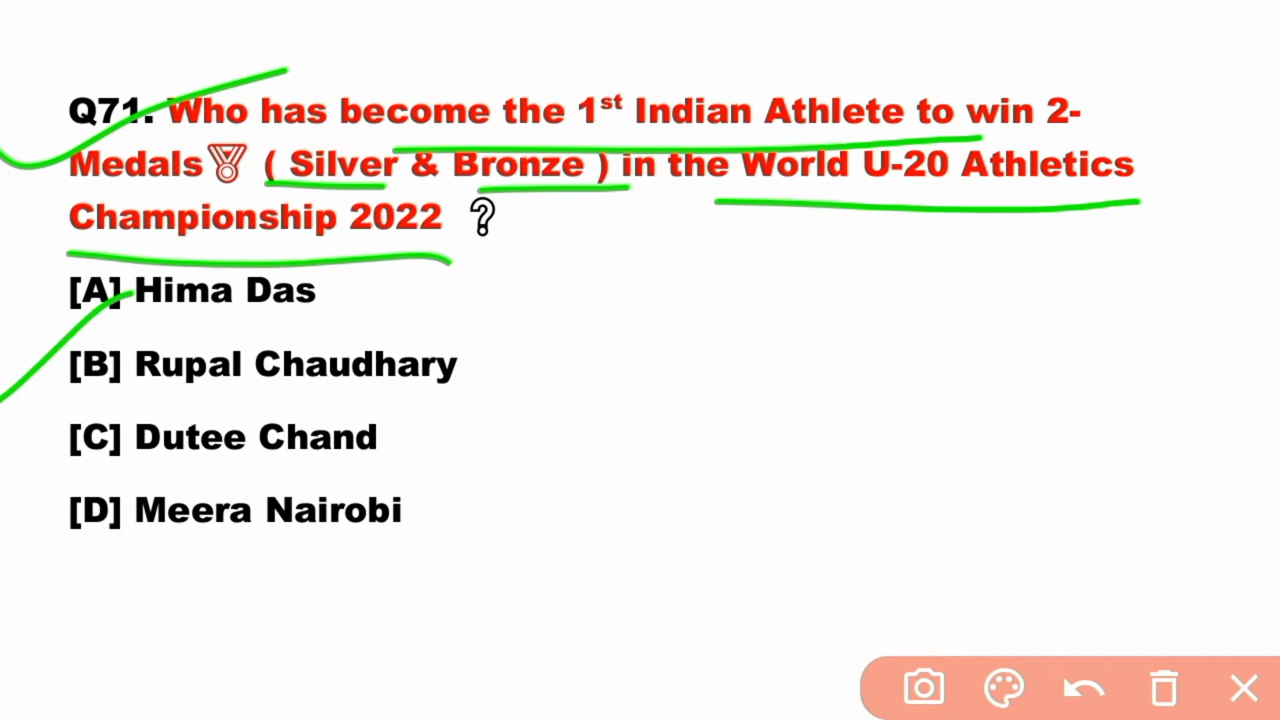 Q71. Who has become the 1st Indian Athlete to win 2-
Medals ( Silver & Bronze ) in the World U-20 Athletics
Championship 2022 ?
[A] Hima Das
[B] Rupal Chaudhary
[C] Dutee Chand
[D] Meera Nairobi